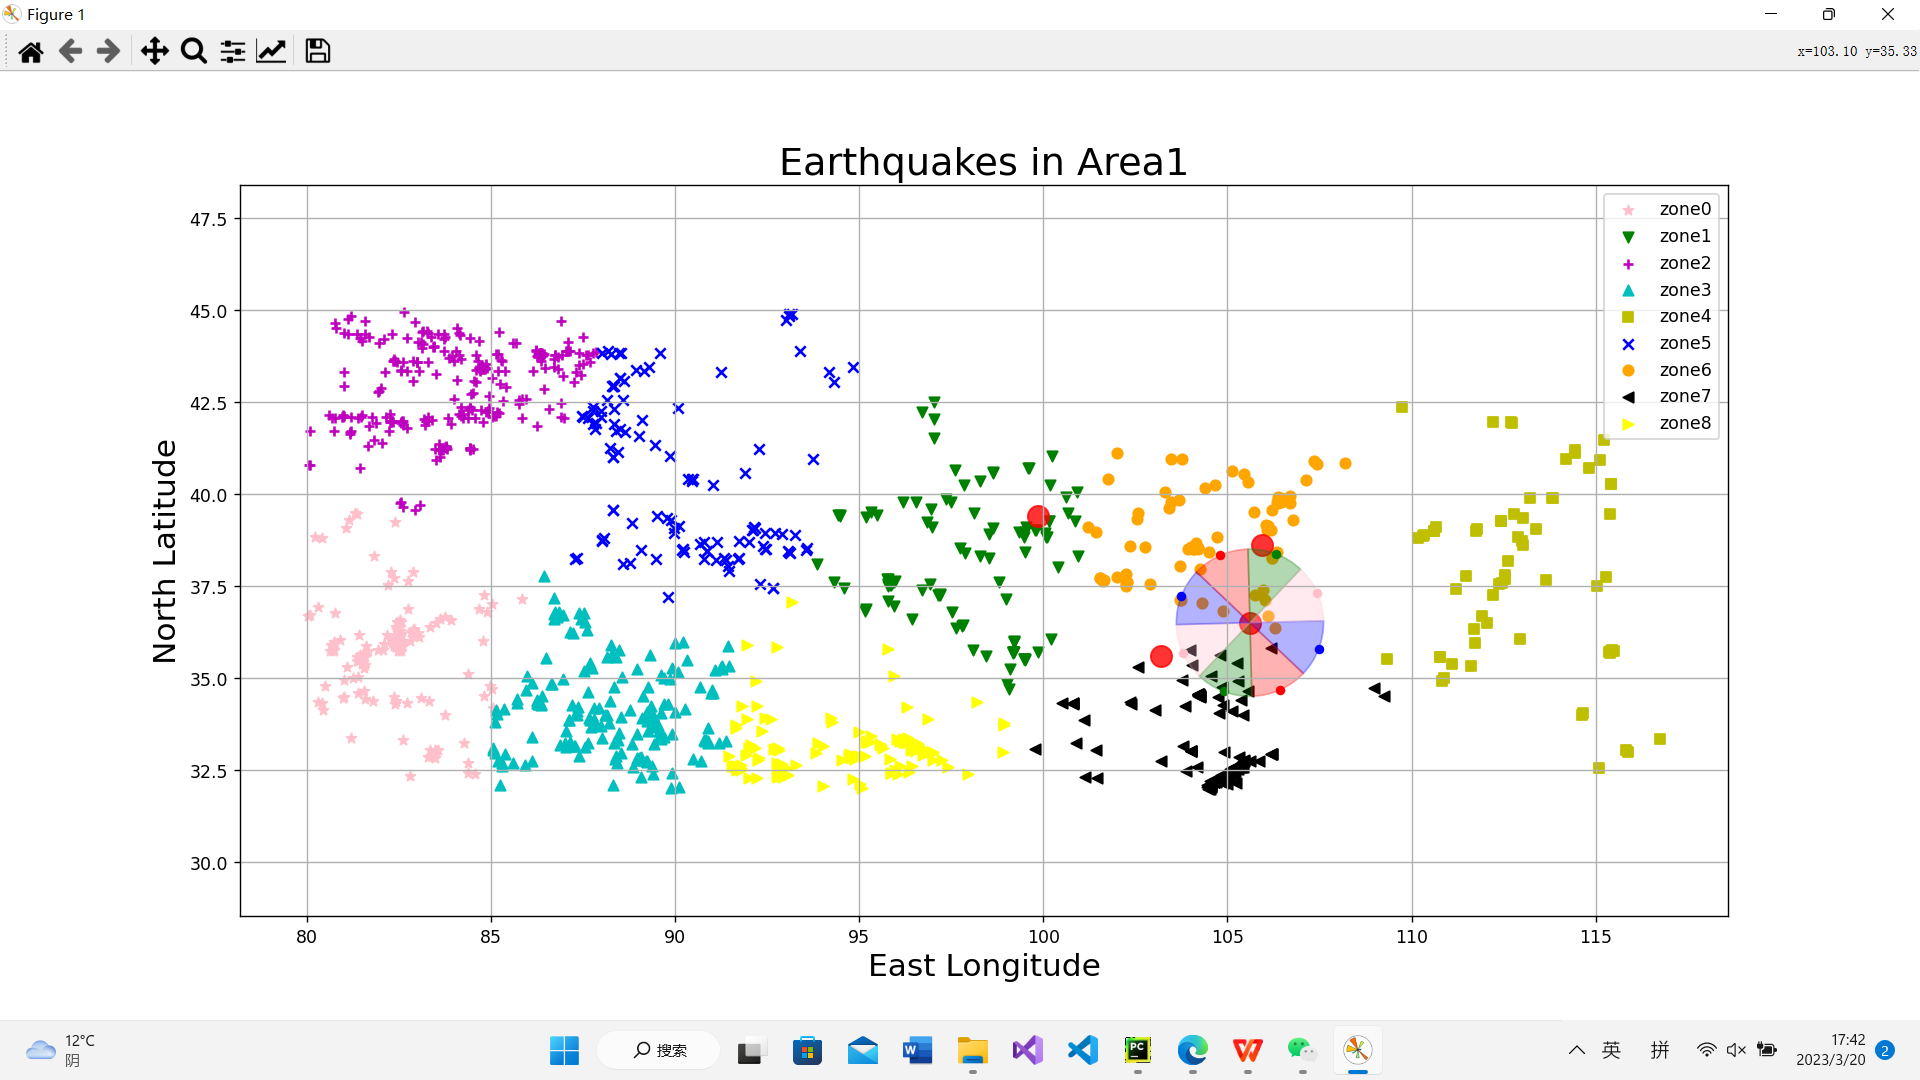 Figure 1
x=103.10 y=35.33
Earthquakes in Area1
47.5
45.0
42.5
40.0
37.5
35.0
32.5
30.0
North Latitude
zone0
zone1
zone2
zone3
zone4
zone5
zone6
zone7
zone8
80
85
90
95
100
105
110
115
East Longitude
12°C
阴
搜索
W
PC
英
拼
17:42
2023/3/20
2